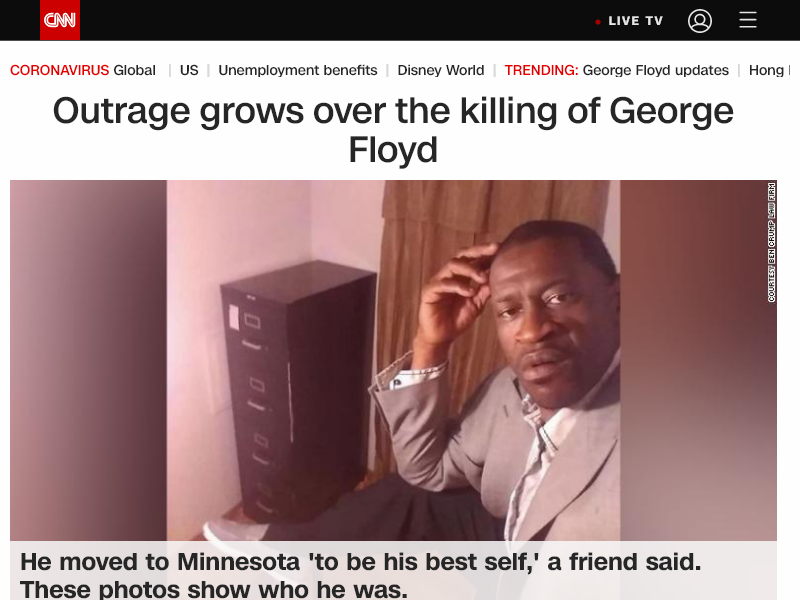 CNN
LIVE TV
CORONAVIRUS Global US Unemployment benefits Disney World TRENDING: George Floyd updates Hong
Outrage grows over the killing of George
Floyd
COURTESY BEN CRUMP LAW FIRM
He moved to Minnesota 'to be his best self,' a friend said.
These photos show who he was.